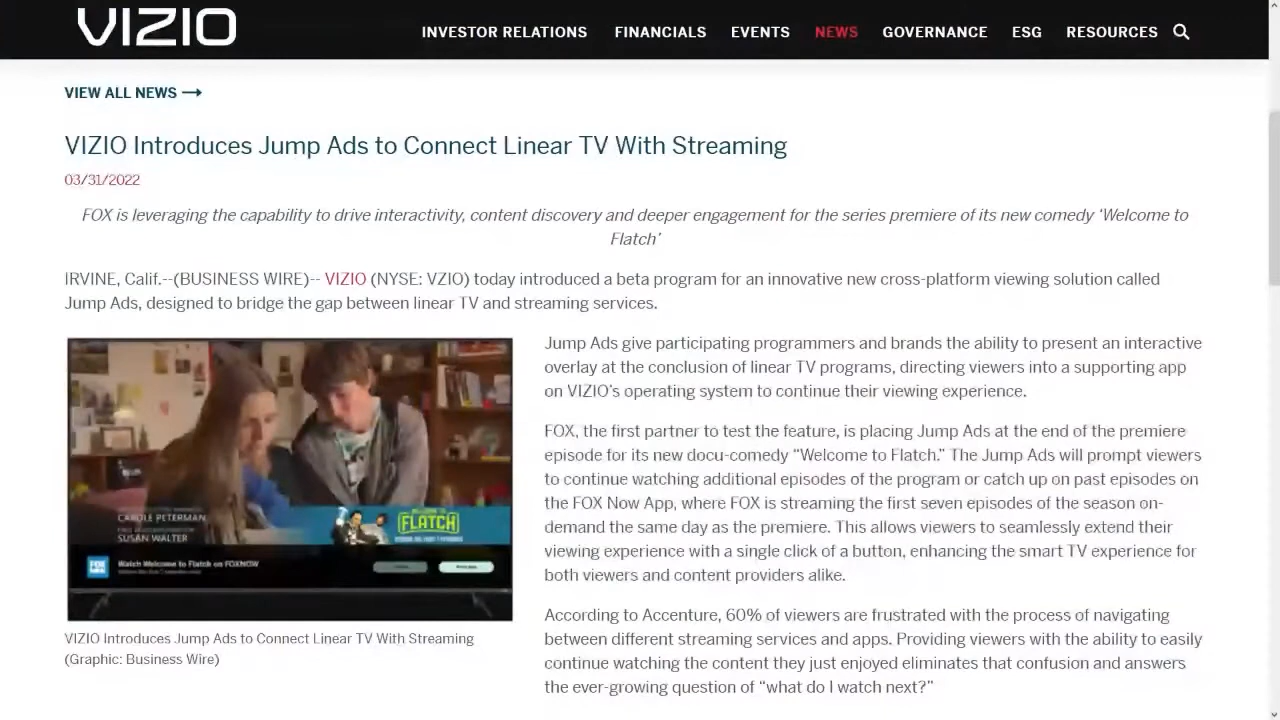 VIZIO
INVESTOR RELATIONS FINANCIALS EVENTS NEWS GOVERNANCE ESG RESOURCES
VIEW ALL NEWS
VIZIO Introduces Jump Ads to Connect Linear TV With Streaming
03/31/2022
FOX is leveraging the capability to drive interactivity, content discovery and deeper engagement for the series premiere of its new comedy ‘Welcome to
Flatch’
IRVINE, Calif.--(BUSINESS WIRE)-- VIZIO (NYSE: VZIO) today introduced a beta program for an innovative new cross-platform viewing solution called
Jump Ads, designed to bridge the gap between linear TV and streaming services.
CAROLE PETERMAN
SUSAN WALTER
FLATCH
FOX
Watch Welcome to Flatch on FOXNOW
VIZIO Introduces Jump Ads to Connect Linear TV With Streaming
(Graphic: Business Wire)
Jump Ads give participating programmers and brands the ability to present an interactive
overlay at the conclusion of linear TV programs, directing viewers into a supporting app
on VIZIO’s operating system to continue their viewing experience.
FOX, the first partner to test the feature, is placing Jump Ads at the end of the premiere
episode for its new docu-comedy “Welcome to Flatch.” The Jump Ads will prompt viewers
to continue watching additional episodes of the program or catch up on past episodes on
the FOX Now App, where FOX is streaming the first seven episodes of the season on-
demand the same day as the premiere. This allows viewers to seamlessly extend their
viewing experience with a single click of a button, enhancing the smart TV experience for
both viewers and content providers alike.
According to Accenture, 60% of viewers are frustrated with the process of navigating
between different streaming services and apps. Providing viewers with the ability to easily
continue watching the content they just enjoyed eliminates that confusion and answers
the ever-growing question of “what do I watch next?”